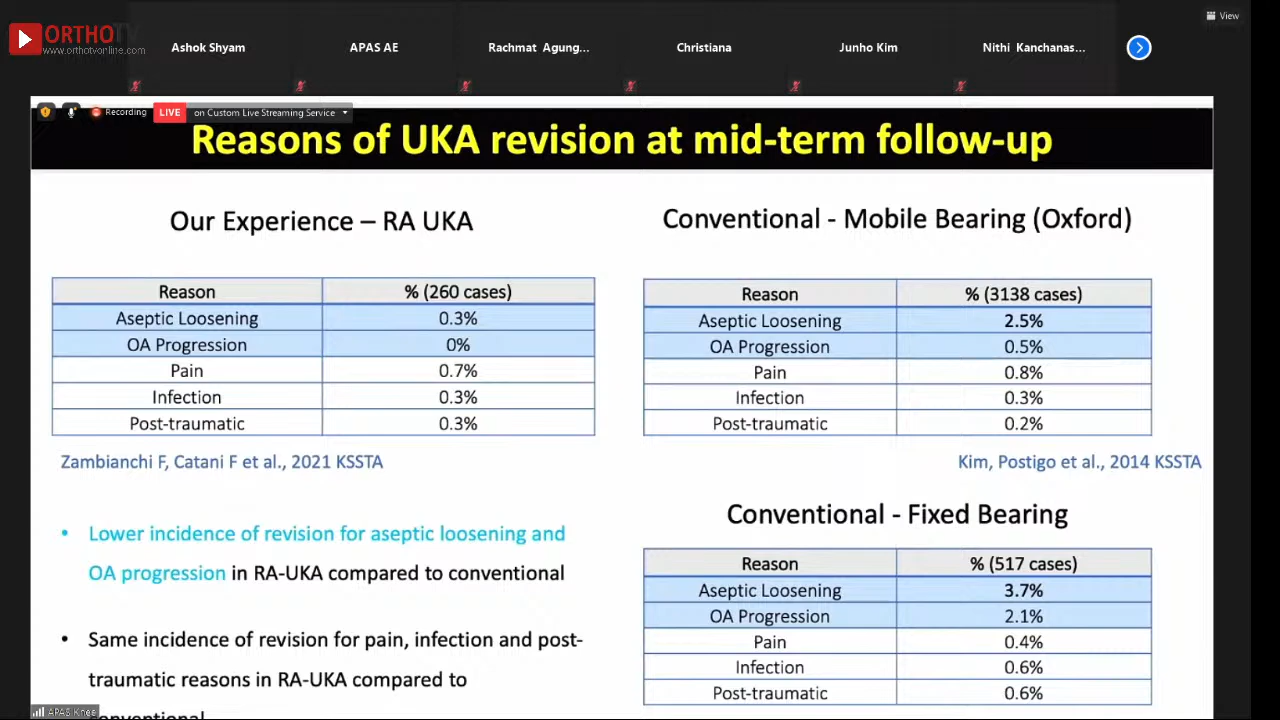 ORTHOTV
www.orthotvonline.com
View
Ashok Shyam
APAS AE
Rachmat Agung...
Christiana
Junho Kim
Nithi Kanchanas...
Recording
LIVE
on Custom Live Streaming Service
Reasons of UKA revision at mid-term follow-up
Our Experience – RA UKA
Reason % (260 cases)
Aseptic Loosening 0.3%
OA Progression 0%
Pain 0.7%
Infection 0.3%
Post-traumatic 0.3%
Zambianchi F, Catani F et al., 2021 KSSTA
• Lower incidence of revision for aseptic loosening and
OA progression in RA-UKA compared to conventional
• Same incidence of revision for pain, infection and post-
traumatic reasons in RA-UKA compared to
conventional
Conventional - Mobile Bearing (Oxford)
Reason % (3138 cases)
Aseptic Loosening 2.5%
OA Progression 0.5%
Pain 0.8%
Infection 0.3%
Post-traumatic 0.2%
Kim, Postigo et al., 2014 KSSTA
Conventional - Fixed Bearing
Reason % (517 cases)
Aseptic Loosening 3.7%
OA Progression 2.1%
Pain 0.4%
Infection 0.6%
Post-traumatic 0.6%
APAS Knee